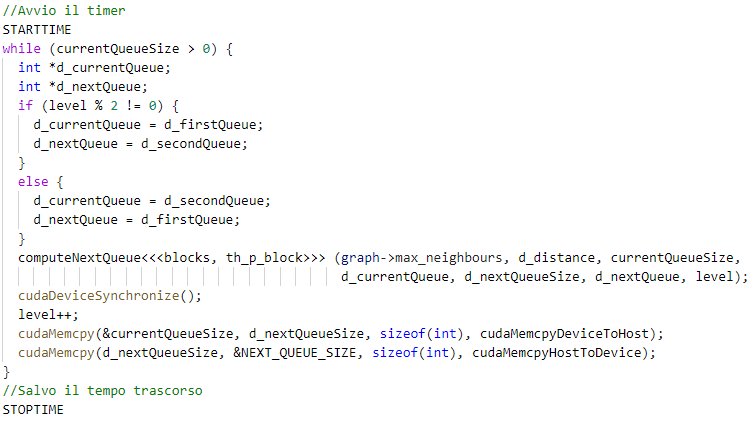 //Avvio il timer
STARTTIME
while (currentQueueSize > 0) {
  int *d_currentQueue;
  int *d_nextQueue;
  if (level % 2 != 0) {
    d_currentQueue = d_firstQueue;
    d_nextQueue = d_secondQueue;
  }
  else {
    d_currentQueue = d_secondQueue;
    d_nextQueue = d_firstQueue;
  }
  computeNextQueue<<<blocks, th_p_block>>> (graph->max_neighbours, d_distance, currentQueueSize,
                                            d_currentQueue, d_nextQueueSize, d_nextQueue, level);
  cudaDeviceSynchronize();
  level++;
  cudaMemcpy(&currentQueueSize, d_nextQueueSize, sizeof(int), cudaMemcpyDeviceToHost);
  cudaMemcpy(d_nextQueueSize, &NEXT_QUEUE_SIZE, sizeof(int), cudaMemcpyHostToDevice);
}
//Salvo il tempo trascorso
STOPTIME